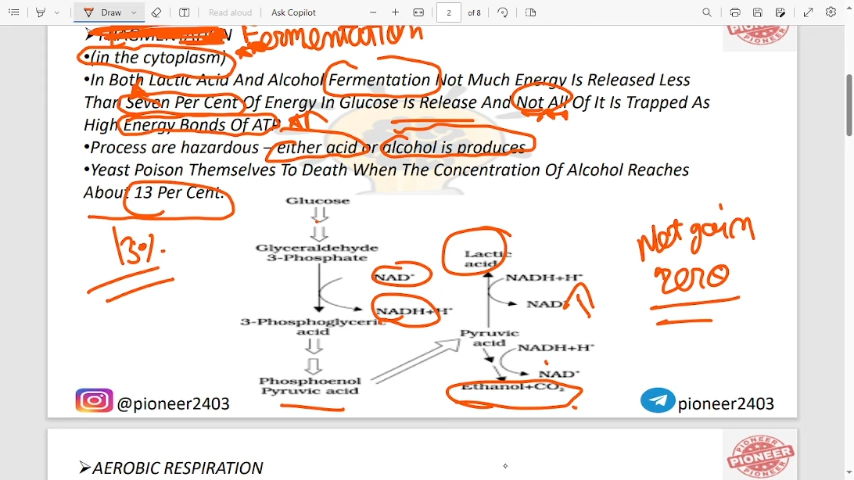 Draw
Read aloud
Ask Copilot
2 of 8
Fermentation
•(in the cytoplasm)
•In Both Lactic Acid And Alcohol Fermentation Not Much Energy Is Released Less
Than Seven Per Cent Of Energy In Glucose Is Release And Not All Of It Is Trapped As
High Energy Bonds Of ATP
•Process are hazardous – either acid or alcohol is produces
•Yeast Poison Themselves To Death When The Concentration Of Alcohol Reaches
About 13 Per Cent.
13%
Net gain
zero
Glucose
Glyceraldehyde
3-Phosphate
NAD⁺
NADH+H⁺
3-Phosphoglyceric
acid
Phosphoenol
Pyruvic acid
Lactic
acid
NADH+H⁺
NAD⁺
Pyruvic
acid
NADH+H⁺
NAD⁺
Ethanol+CO₂
@pioneer2403
pioneer2403
PIONEER
➢AEROBIC RESPIRATION
PIONEER